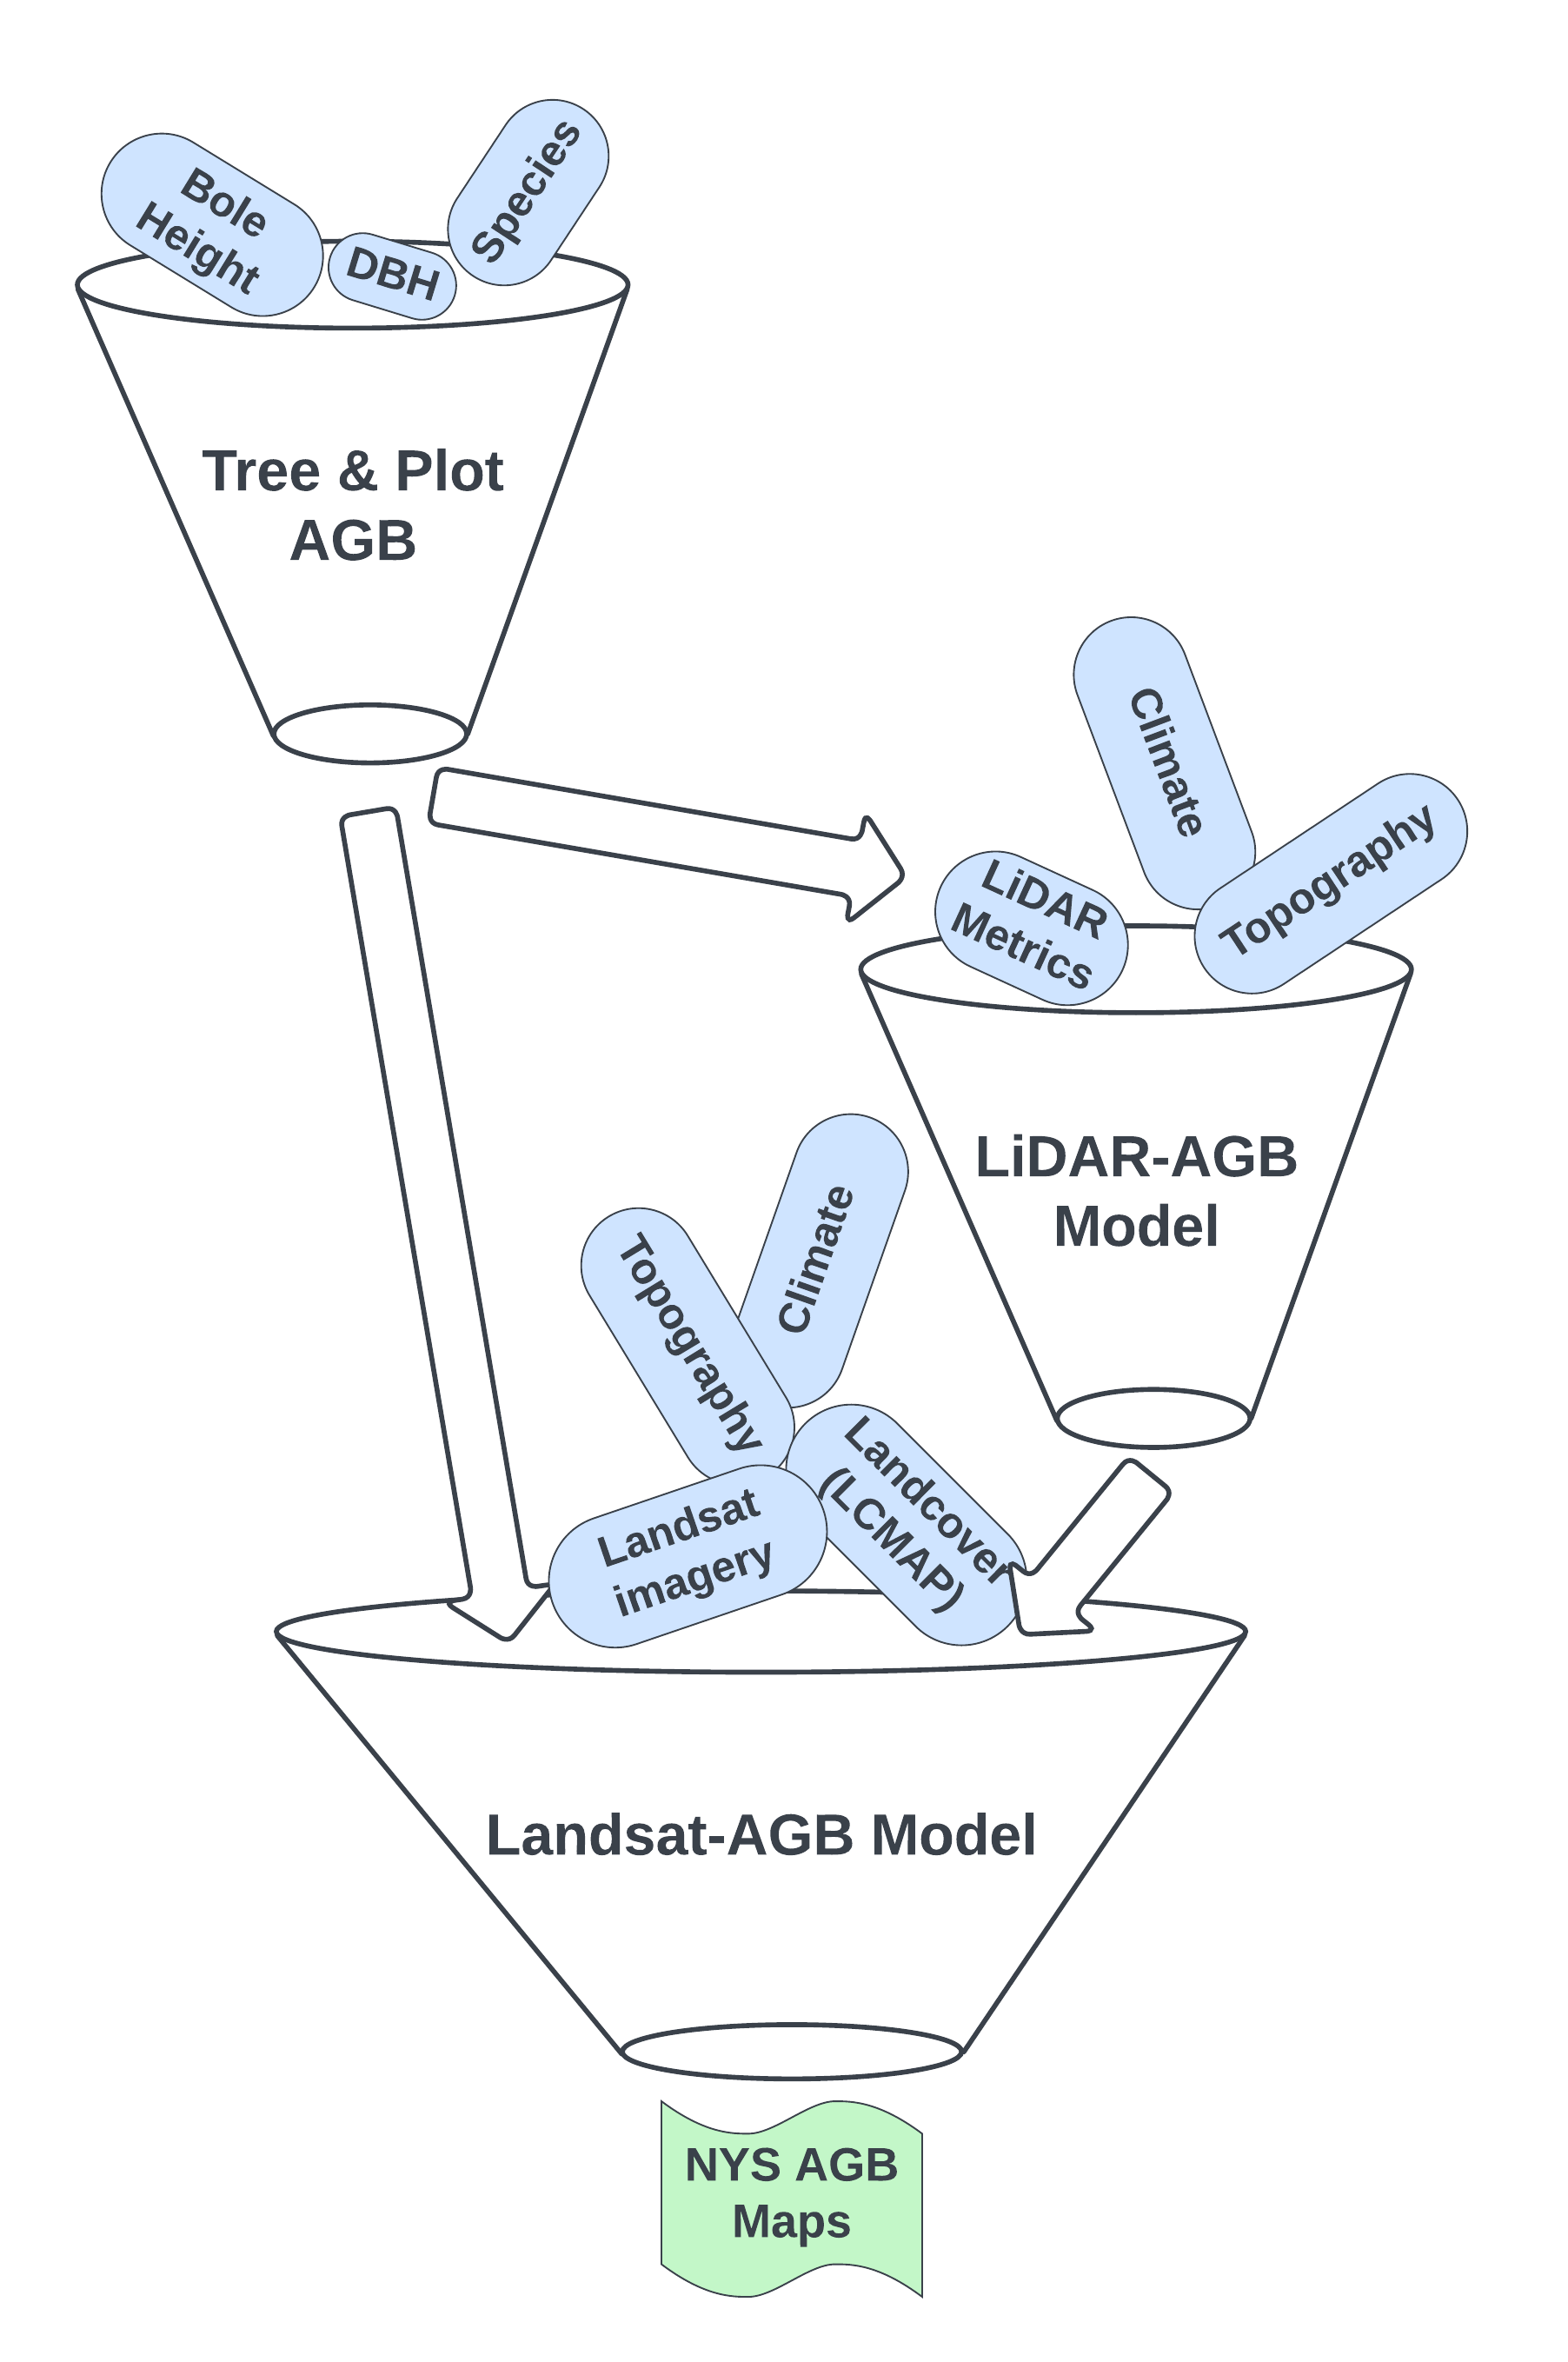 Bole
Height
DBH
Species
Tree & Plot
AGB
Climate
LiDAR
Metrics
Topography
LiDAR-AGB
Model
Topography
Climate
Landsat
imagery
Landcover
(LCMAP)
Landsat-AGB Model
NYS AGB
Maps